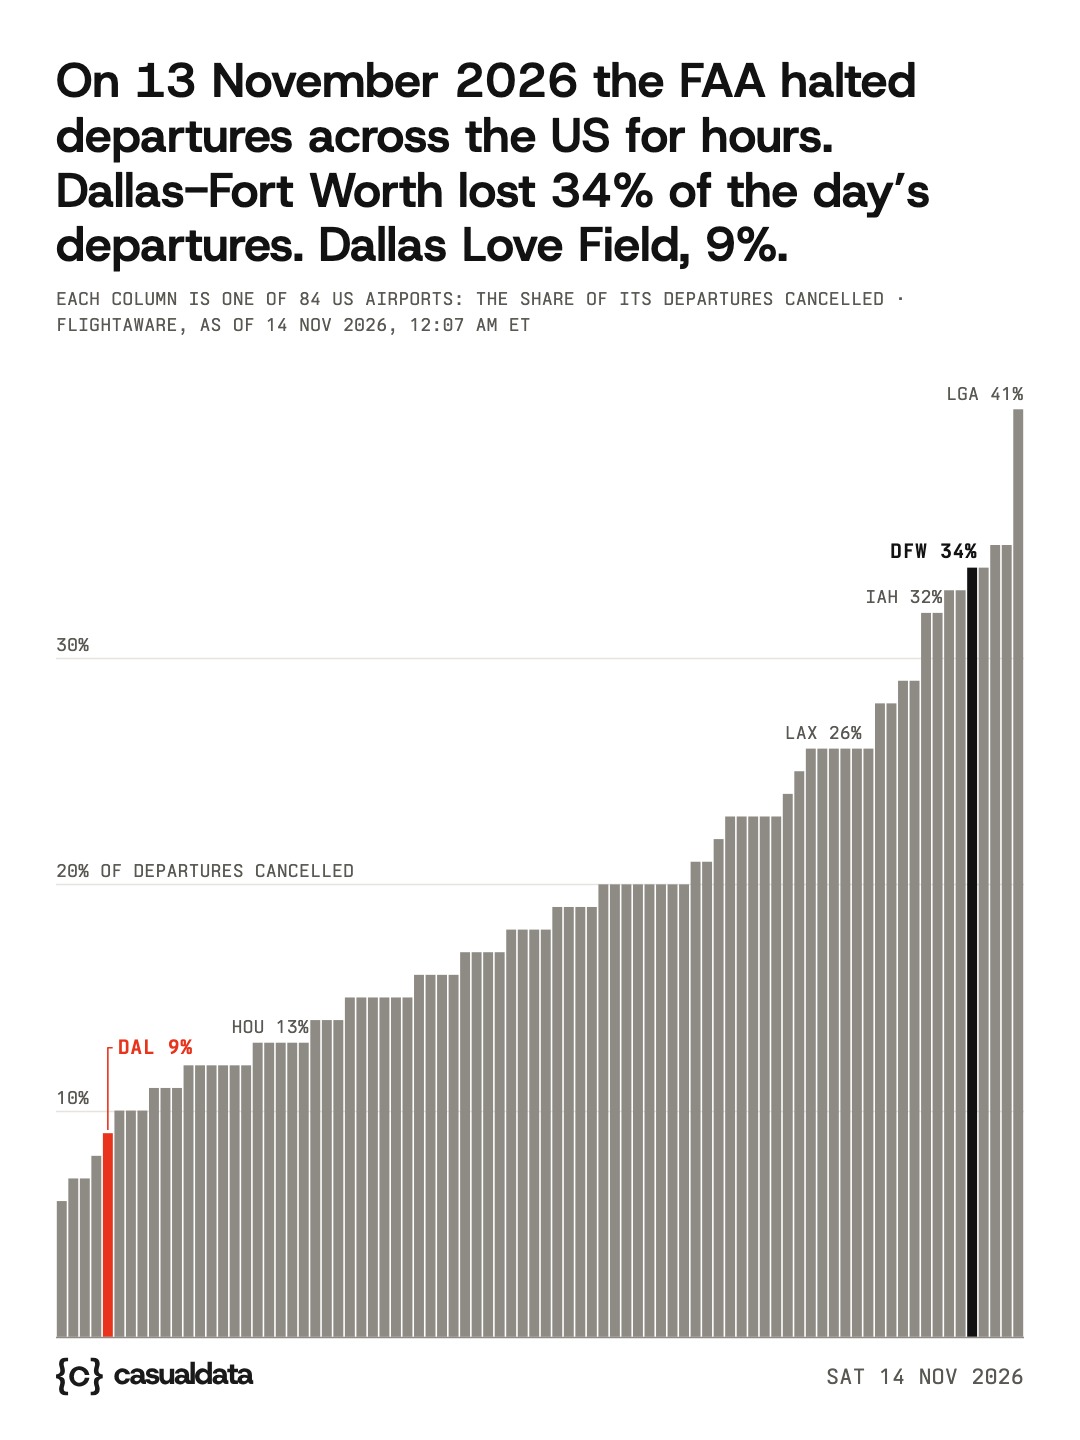 On 13 November 2026 the FAA halted
departures across the US for hours.
Dallas–Fort Worth lost 34% of the day’s
departures. Dallas Love Field, 9%.
EACH COLUMN IS ONE OF 84 US AIRPORTS: THE SHARE OF ITS DEPARTURES CANCELLED ·
FLIGHTAWARE, AS OF 14 NOV 2026, 12:07 AM ET
LGA 41%
DFW 34%
IAH 32%
30%
LAX 26%
20% OF DEPARTURES CANCELLED
HOU 13%
DAL 9%
10%
{c} casualdata
SAT 14 NOV 2026